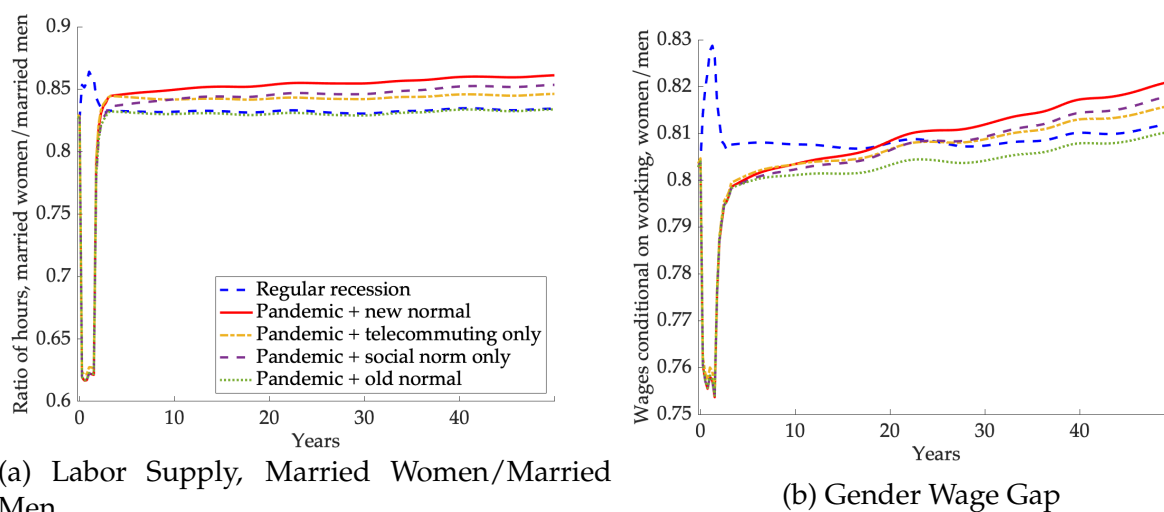 Ratio of hours, married women/married men
0.9
0.85
0.8
0.75
0.7
0.65
0.6
0
10
20
30
40
Years
Regular recession
Pandemic + new normal
Pandemic + telecommuting only
Pandemic + social norm only
Pandemic + old normal
(a) Labor Supply, Married Women/Married
Men
Wages conditional on working, women/men
0.83
0.82
0.81
0.8
0.79
0.78
0.77
0.76
0.75
0
10
20
30
40
Years
(b) Gender Wage Gap